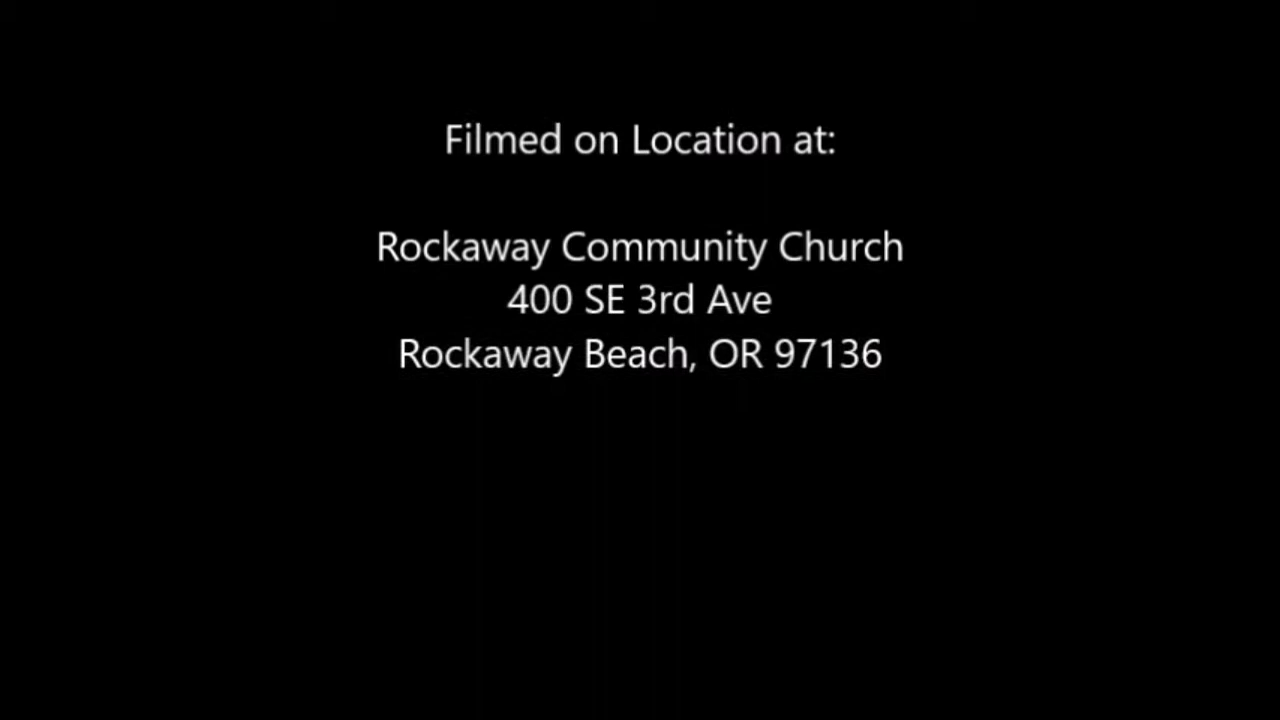 Filmed on Location at:
Rockaway Community Church
400 SE 3rd Ave
Rockaway Beach, OR 97136